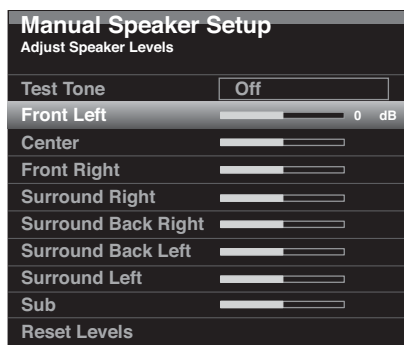 Manual Speaker Setup
Adjust Speaker Levels
Test Tone Off
Front Left 0 dB
Center
Front Right
Surround Right
Surround Back Right
Surround Back Left
Surround Left
Sub
Reset Levels